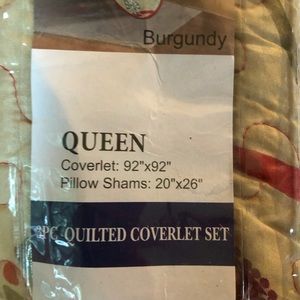 Burgundy
QUEEN
Coverlet: 92"x92"
Pillow Shams: 20"x26"
PC. QUILTED COVERLET SET